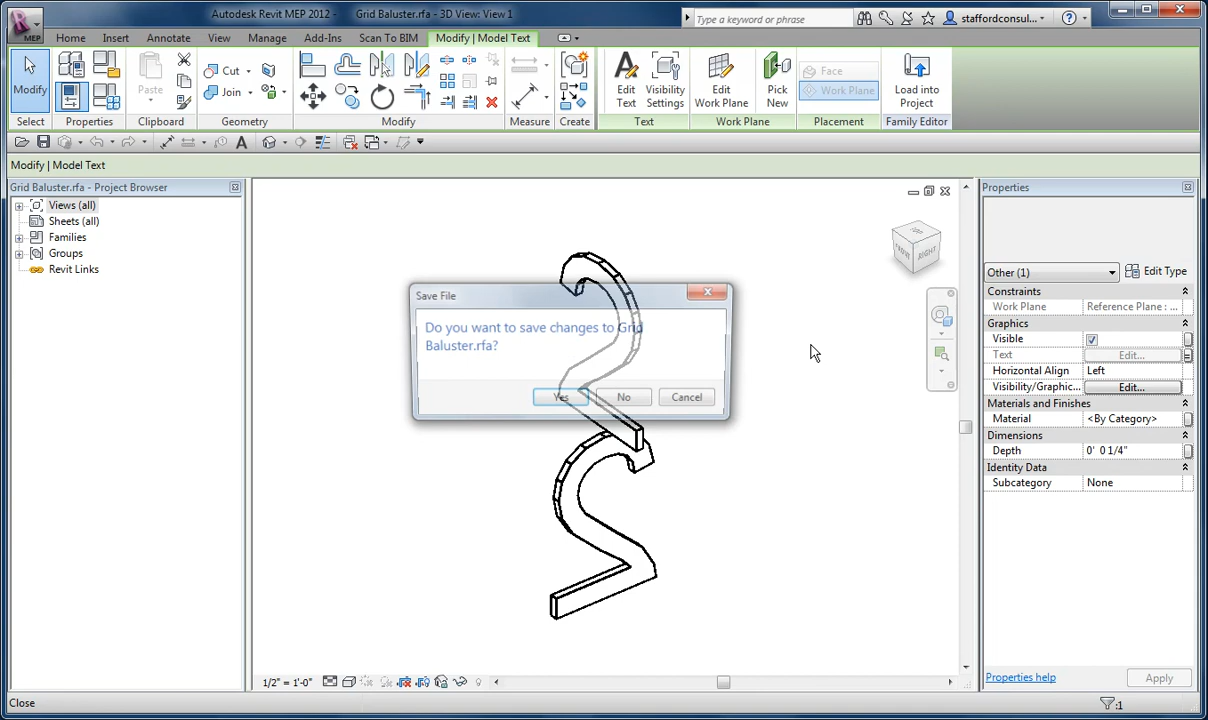 Autodesk Revit MEP 2012 - Grid Baluster.rfa - 3D View: View 1
Type a keyword or phrase
staffordconsul...
MEP
Home Insert Annotate View Manage Add-Ins Scan To BIM Modify | Model Text
Modify
Paste
Cut
Join
Edit Text
Visibility Settings
Edit Work Plane
Pick New
Face
Work Plane
Load into Project
Select Properties Clipboard Geometry Modify Measure Create Text Work Plane Placement Family Editor
Modify | Model Text
Grid Baluster.rfa - Project Browser
Views (all)
Sheets (all)
Families
Groups
Revit Links
TOP
FRONT
RIGHT
2
2
Save File
Do you want to save changes to Grid
Baluster.rfa?
Yes No Cancel
Properties
Other (1) Edit Type
Constraints
Work Plane Reference Plane : ...
Graphics
Visible
Text Edit...
Horizontal Align Left
Visibility/Graphic... Edit...
Materials and Finishes
Material <By Category>
Dimensions
Depth 0' 0 1/4"
Identity Data
Subcategory None
Properties help Apply
1/2" = 1'-0"
Close
:1